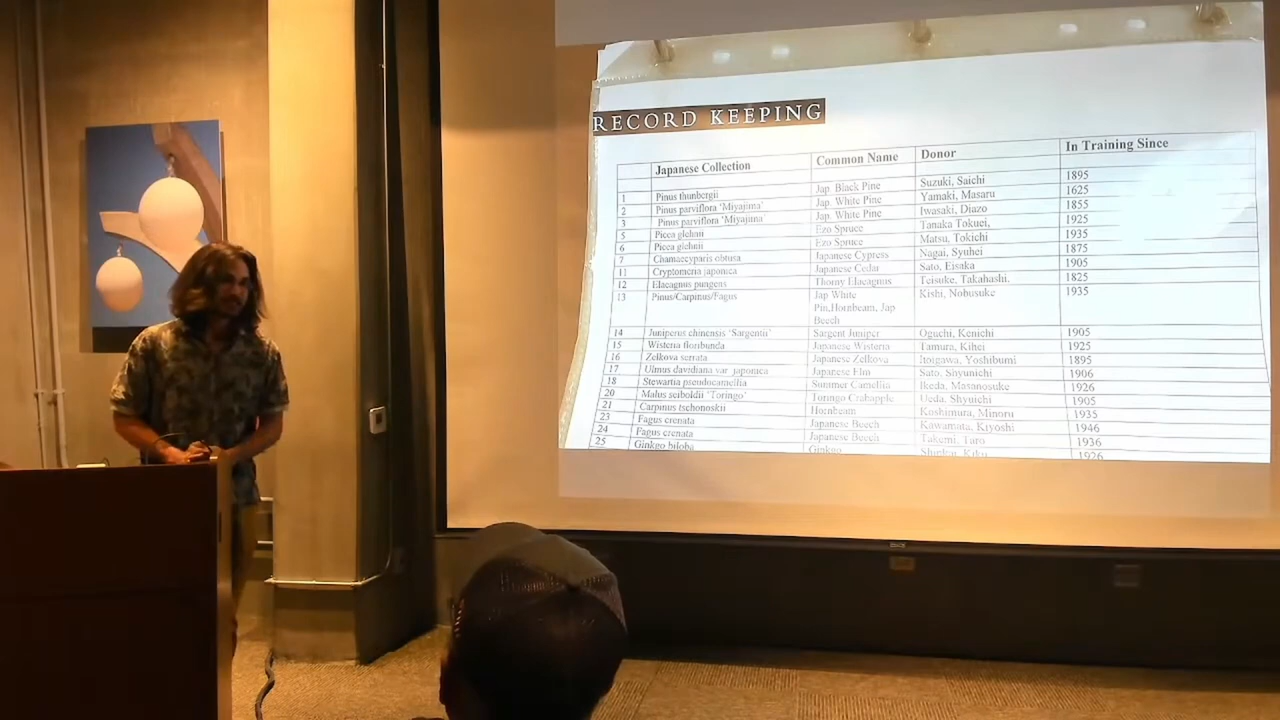 RECORD KEEPING
Japanese Collection Common Name Donor In Training Since
1 Pinus thunbergii Jap. Black Pine Suzuki, Saichi 1895
2 Pinus parviflora 'Miyajima' Jap. White Pine Yamaki, Masaru 1625
3 Pinus parviflora 'Miyajima' Jap. White Pine Iwasaki, Diazo 1855
5 Picea glehnii Ezo Spruce Tanaka Tokuei, 1925
6 Picea glehnii Ezo Spruce Matsu, Tokichi 1935
7 Chamaecyparis obtusa Japanese Cypress Nagai, Syuhei 1875
11 Cryptomeria japonica Japanese Cedar Sato, Eisaka 1905
12 Elaeagnus pungens Thorny Elaeagnus Teisuke, Takahashi. 1825
13 Pinus/Carpinus/Fagus Jap White Kishi, Nobusuke 1935
Pin,Hornbeam, Jap
Beech
14 Juniperus chinensis 'Sargentii' Sargent Juniper Oguchi, Kenichi 1905
15 Wisteria floribunda Japanese Wisteria Tamura, Kihei 1925
16 Zelkova serrata Japanese Zelkova Itoigawa, Yoshibumi 1895
17 Ulmus davidiana var japonica Japanese Elm Sato, Shyunichi 1906
18 Stewartia pseudocamellia Summer Camellia Ikeda, Masanosuke 1926
20 Malus seiboldii 'Toringo' Toringo Crabapple Ueda, Shyuichi 1905
21 Carpinus tschonoskii Hornbeam Koshimura, Minoru 1935
23 Fagus crenata Japanese Beech Kawamata, Kiyoshi 1946
24 Fagus crenata Japanese Beech Takemi, Taro 1936
25 Ginkgo biloba Ginkgo Kiku 1926